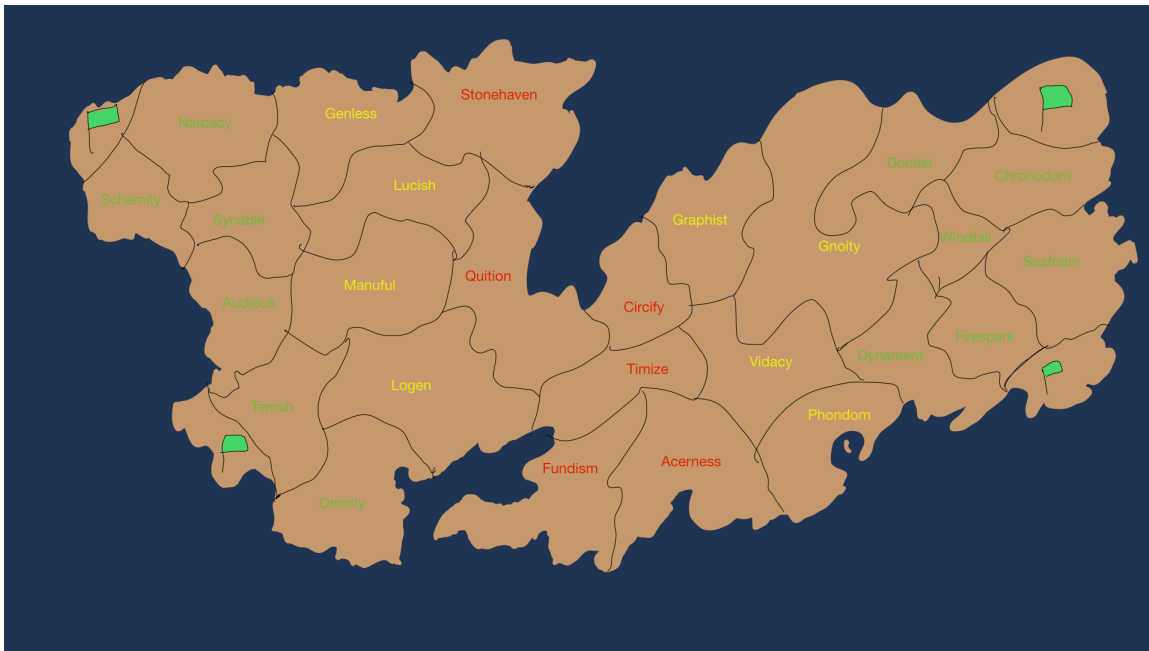 Stonehaven
Genless
Narcacy
Doctist
Chronodom
Lucish
Schemity
Synable
Graphist
Windfall
Gnoity
Seafoam
Quition
Manuful
Audious
Circify
Firespark
Dynament
Vidacy
Timize
Logen
Terrish
Phondom
Acerness
Fundism
Omnity